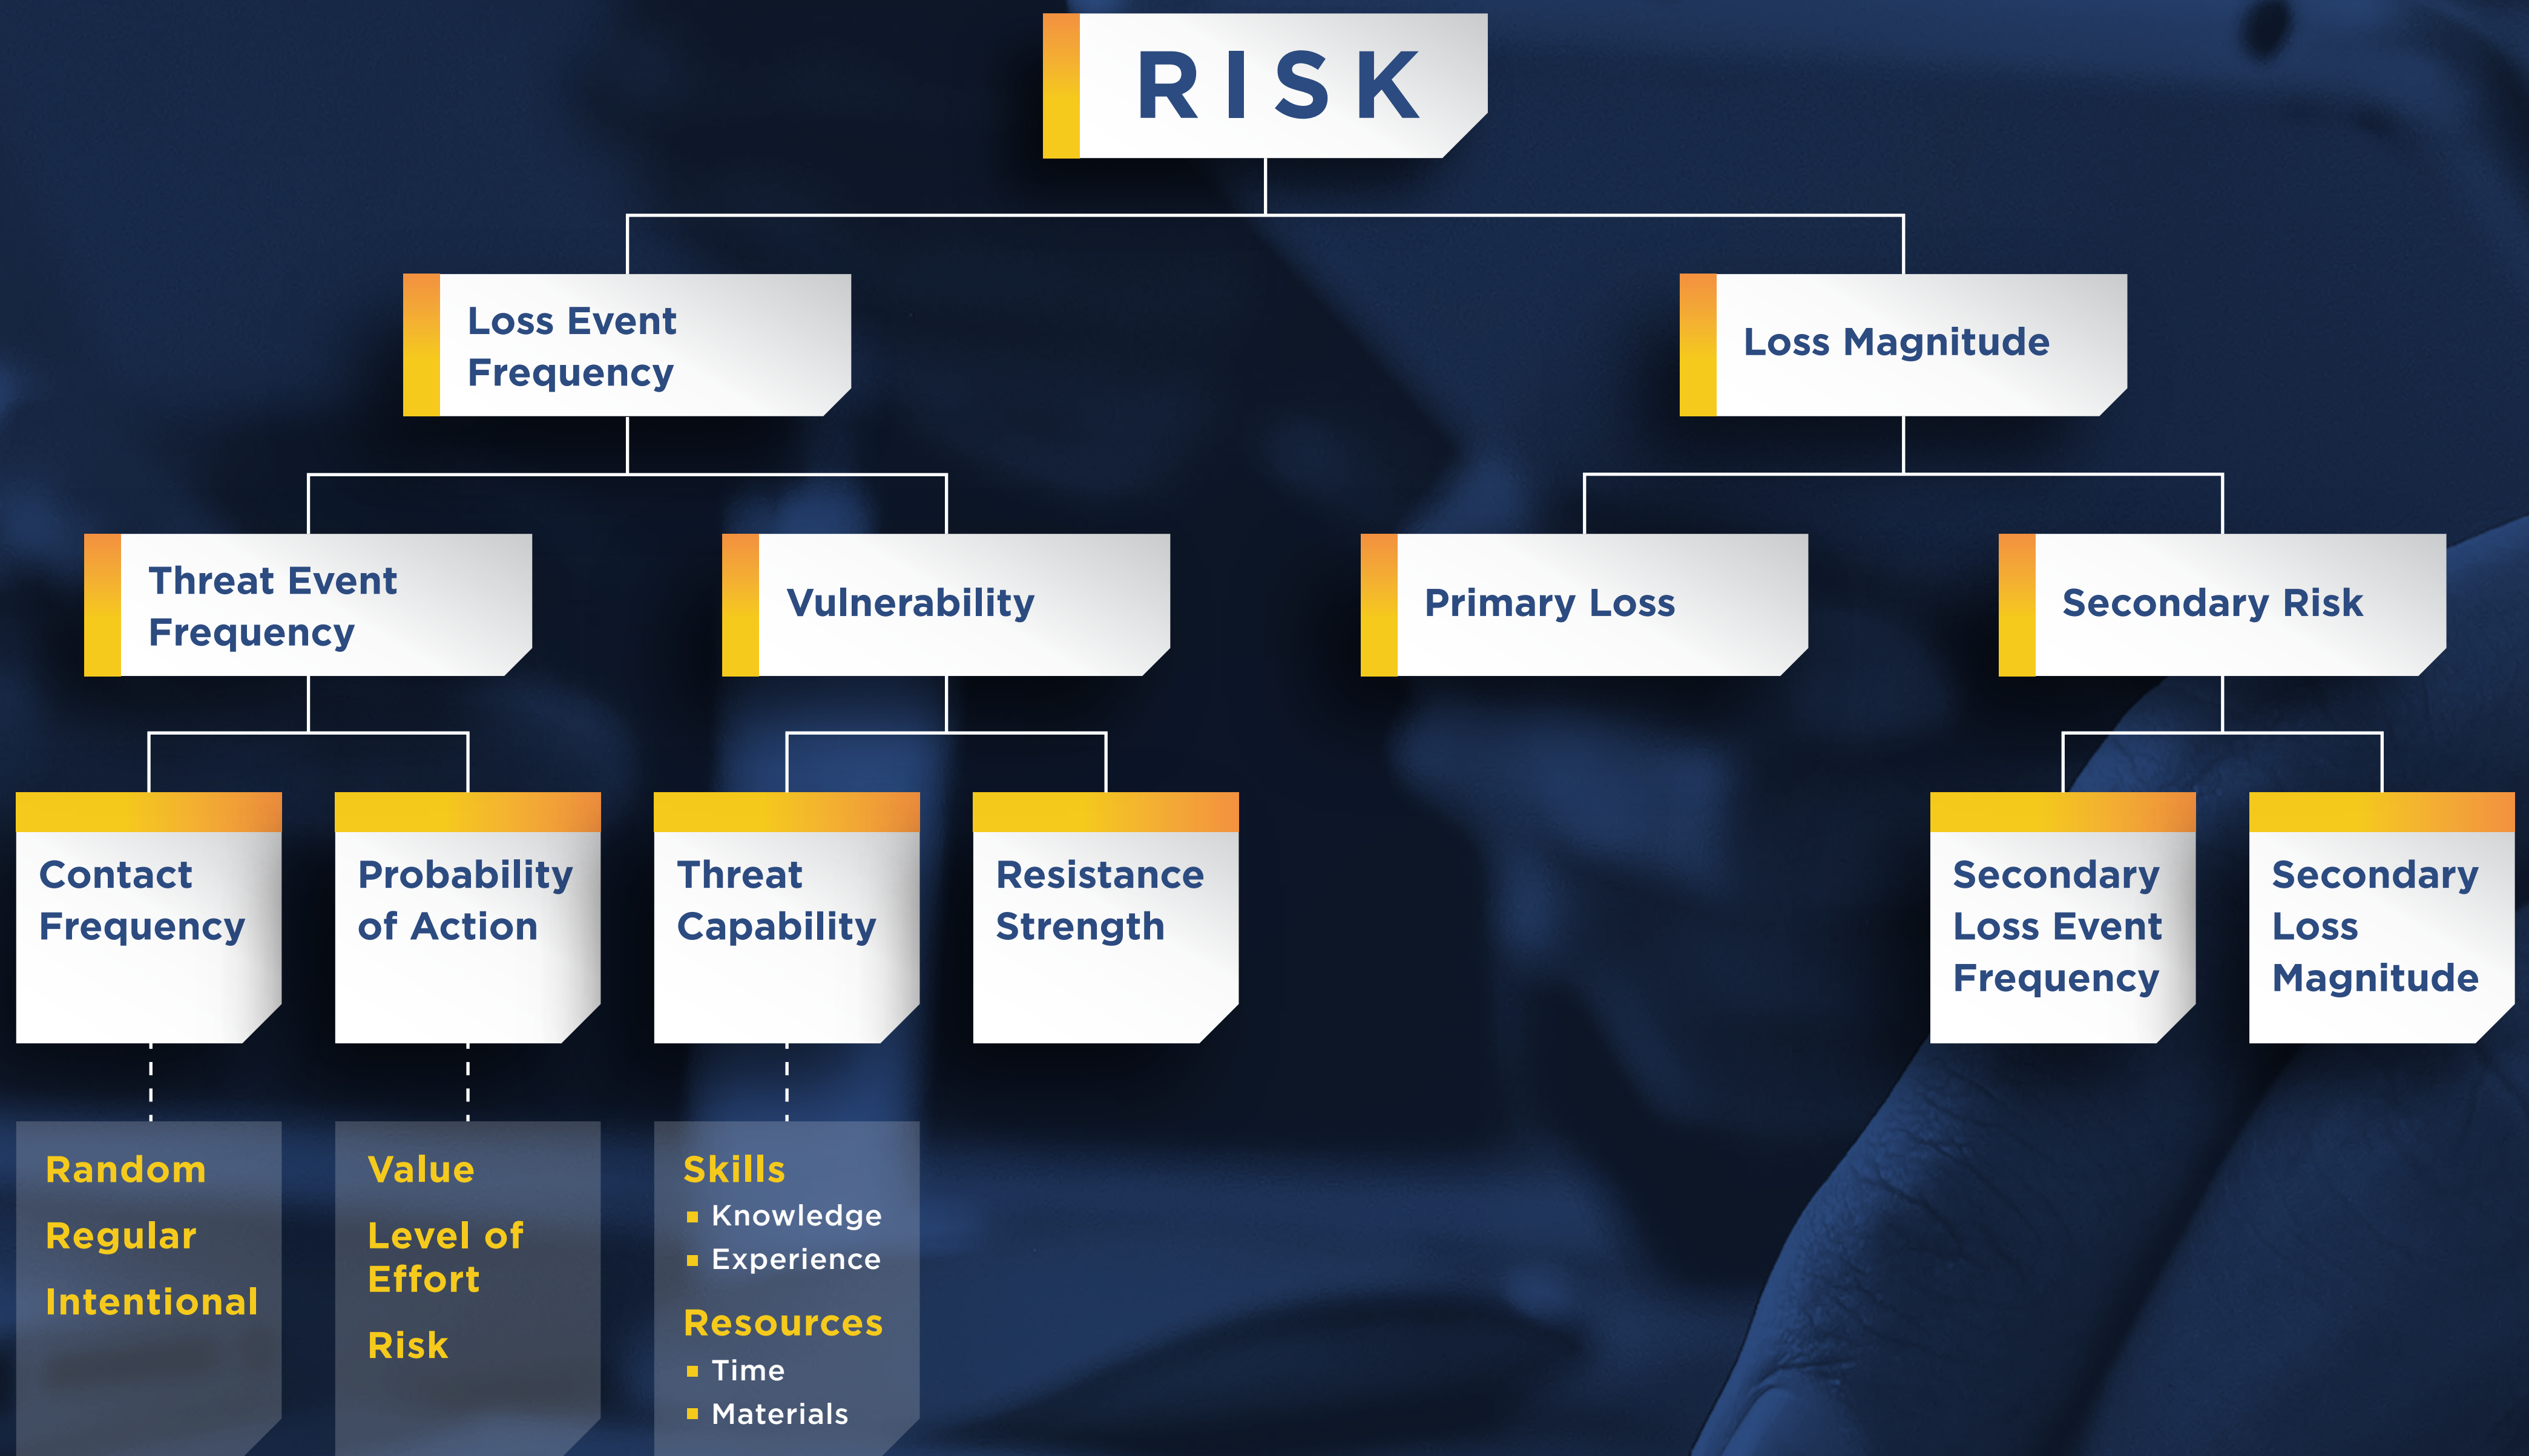 RISK
Loss Event
Frequency
Loss Magnitude
Threat Event
Frequency
Vulnerability
Primary Loss
Secondary Risk
Contact
Frequency
Probability
of Action
Threat
Capability
Resistance
Strength
Secondary
Loss Event
Frequency
Secondary
Loss
Magnitude
Random
Regular
Intentional
Value
Level of
Effort
Risk
Skills
Knowledge
Experience
Resources
Time
Materials